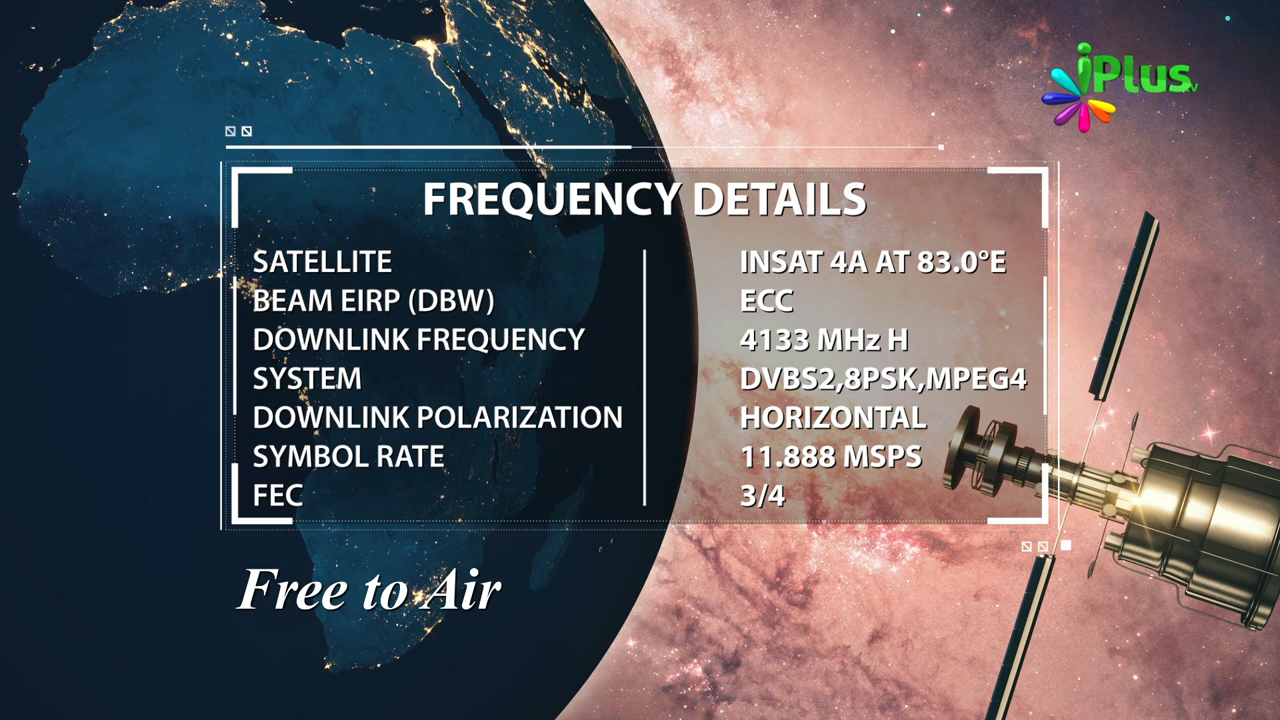 iPlus TV
FREQUENCY DETAILS
SATELLITE INSAT 4A AT 83.0°E
BEAM EIRP (DBW) ECC
DOWNLINK FREQUENCY 4133 MHz H
SYSTEM DVBS2,8PSK,MPEG4
DOWNLINK POLARIZATION HORIZONTAL
SYMBOL RATE 11.888 MSPS
FEC 3/4
Free to Air